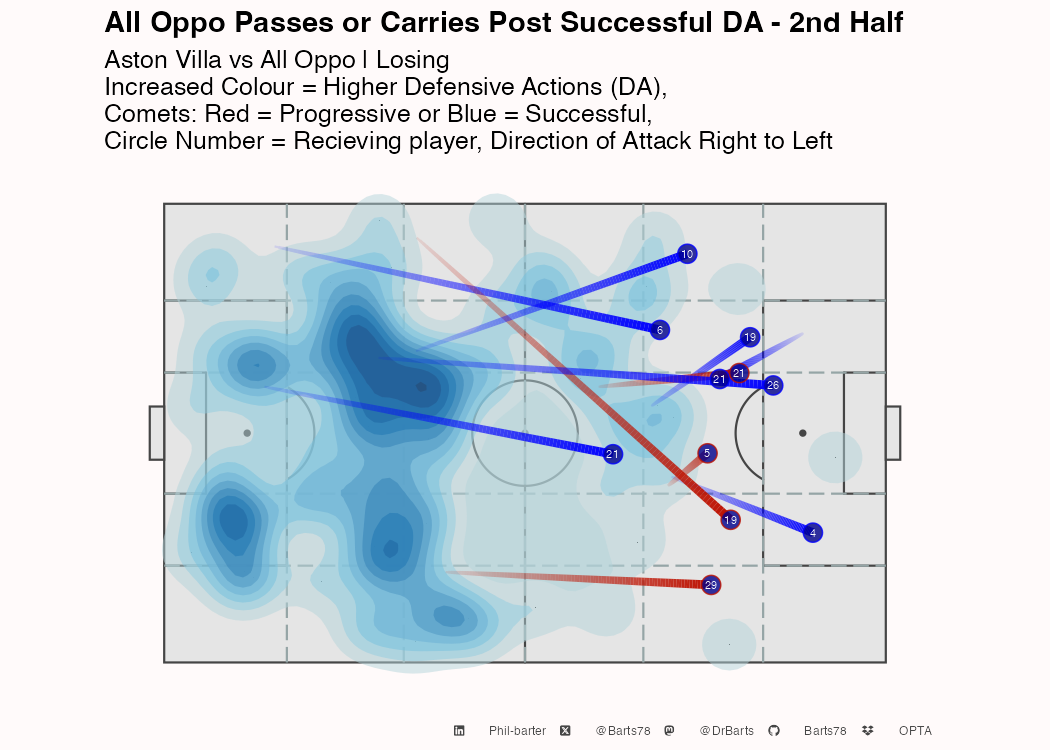 All Oppo Passes or Carries Post Successful DA - 2nd Half
Aston Villa vs All Oppo | Losing
Increased Colour = Higher Defensive Actions (DA),
Comets: Red = Progressive or Blue = Successful,
Circle Number = Recieving player, Direction of Attack Right to Left
10
6
19
21
21
26
21
5
19
4
29
Phil-barter @Barts78 @DrBarts Barts78 OPTA